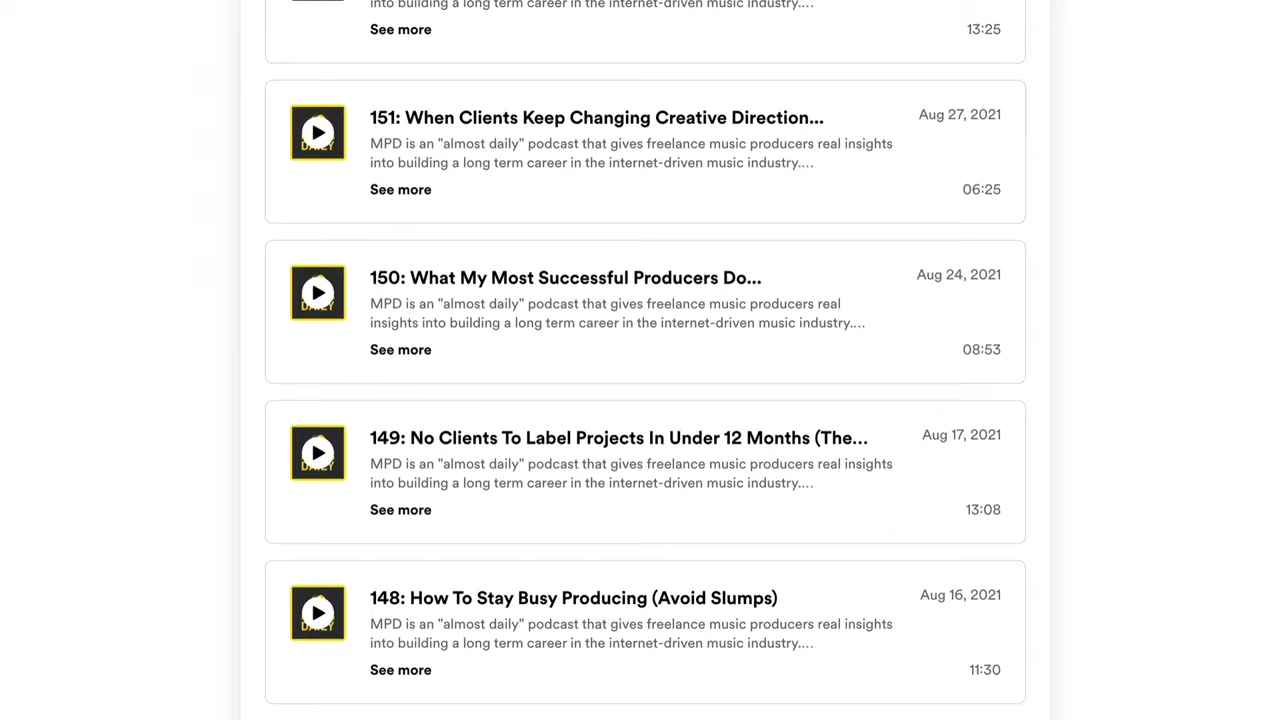 into building a long term career in the internet-driven music industry....
See more
13:25
151: When Clients Keep Changing Creative Direction...
Aug 27, 2021
MPD is an "almost daily" podcast that gives freelance music producers real insights
into building a long term career in the internet-driven music industry....
See more
06:25
150: What My Most Successful Producers Do...
Aug 24, 2021
MPD is an "almost daily" podcast that gives freelance music producers real
insights into building a long term career in the internet-driven music industry....
See more
08:53
149: No Clients To Label Projects In Under 12 Months (The...
Aug 17, 2021
MPD is an "almost daily" podcast that gives freelance music producers real insights
into building a long term career in the internet-driven music industry....
See more
13:08
148: How To Stay Busy Producing (Avoid Slumps)
Aug 16, 2021
MPD is an "almost daily" podcast that gives freelance music producers real insights
into building a long term career in the internet-driven music industry....
See more
11:30